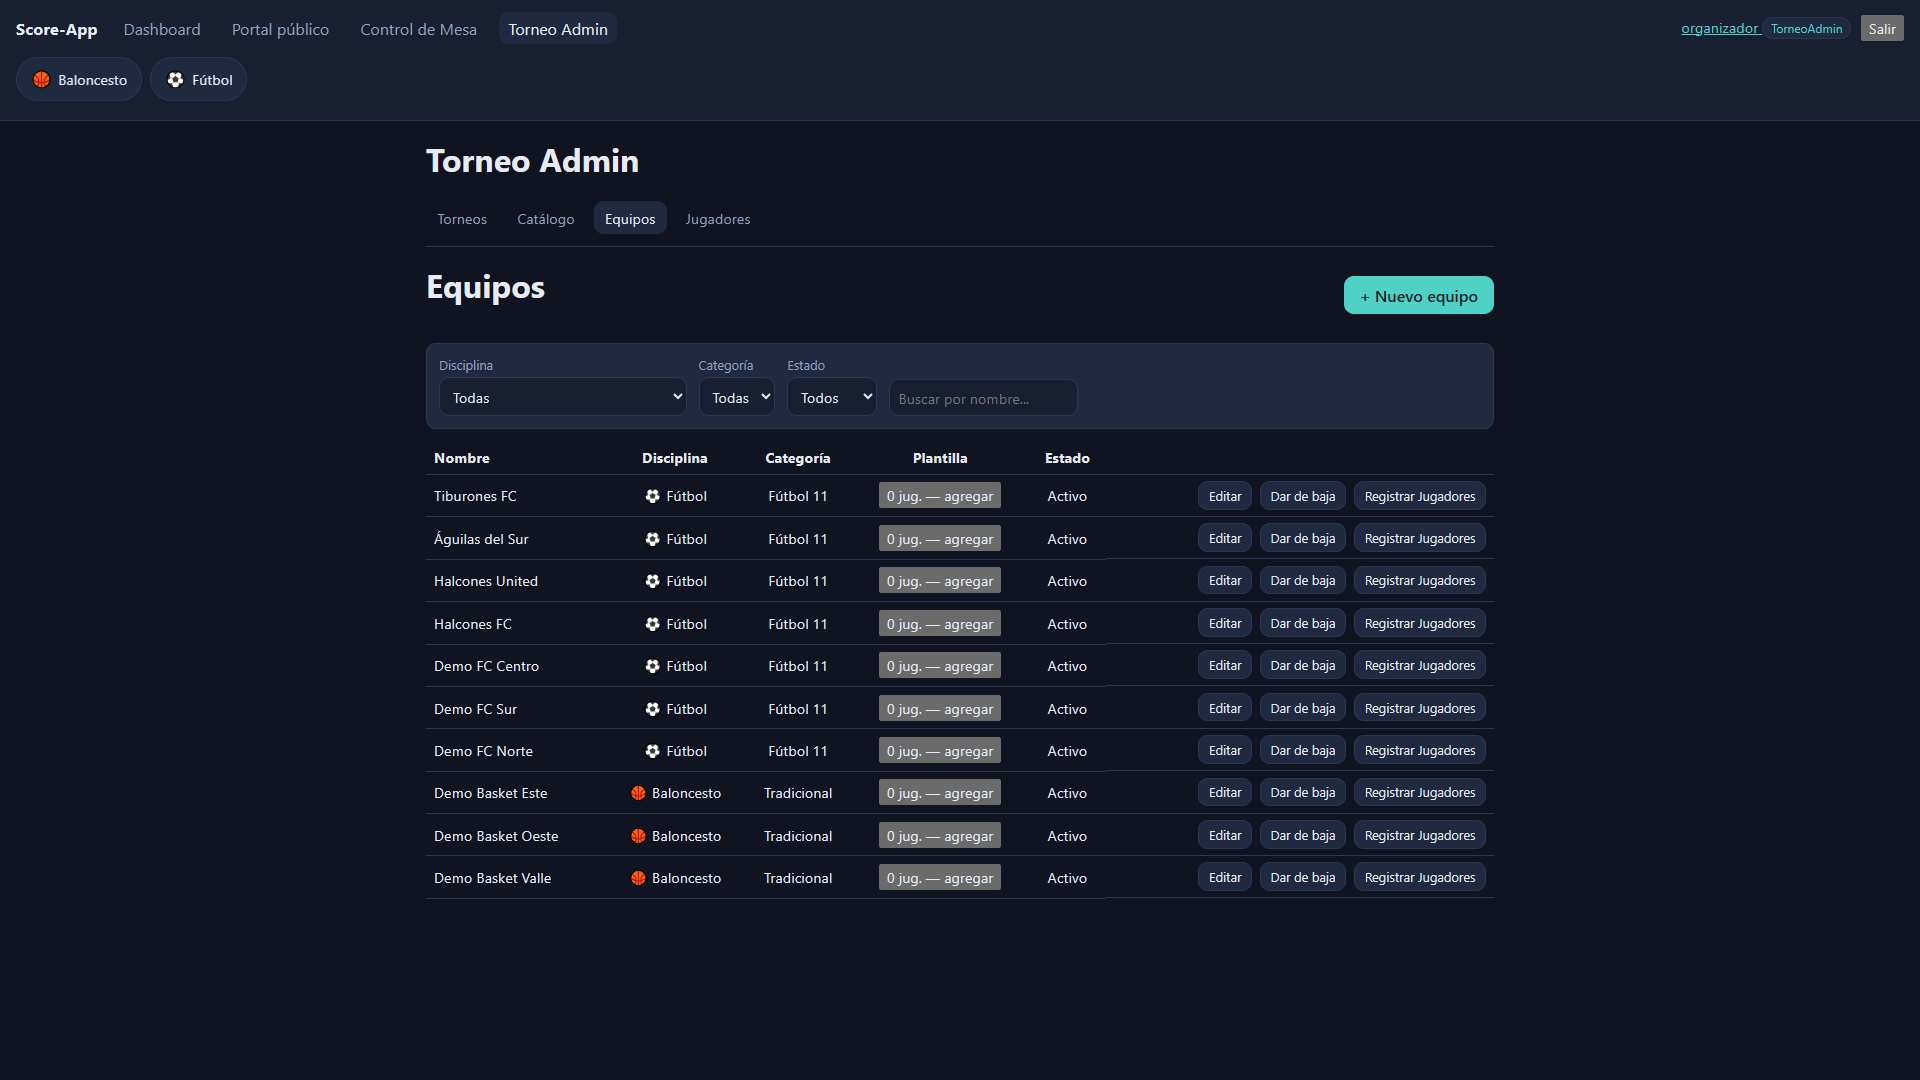 Score-App Dashboard Portal público Control de Mesa Torneo Admin organizador TorneoAdmin Salir
Baloncesto Fútbol
Torneo Admin
Torneos Catálogo Equipos Jugadores
Equipos
+ Nuevo equipo
Disciplina Categoría Estado
Todas Todas Todos Buscar por nombre...
Nombre Disciplina Categoría Plantilla Estado
Tiburones FC Fútbol Fútbol 11 0 jug. — agregar Activo Editar Dar de baja Registrar Jugadores
Águilas del Sur Fútbol Fútbol 11 0 jug. — agregar Activo Editar Dar de baja Registrar Jugadores
Halcones United Fútbol Fútbol 11 0 jug. — agregar Activo Editar Dar de baja Registrar Jugadores
Halcones FC Fútbol Fútbol 11 0 jug. — agregar Activo Editar Dar de baja Registrar Jugadores
Demo FC Centro Fútbol Fútbol 11 0 jug. — agregar Activo Editar Dar de baja Registrar Jugadores
Demo FC Sur Fútbol Fútbol 11 0 jug. — agregar Activo Editar Dar de baja Registrar Jugadores
Demo FC Norte Fútbol Fútbol 11 0 jug. — agregar Activo Editar Dar de baja Registrar Jugadores
Demo Basket Este Baloncesto Tradicional 0 jug. — agregar Activo Editar Dar de baja Registrar Jugadores
Demo Basket Oeste Baloncesto Tradicional 0 jug. — agregar Activo Editar Dar de baja Registrar Jugadores
Demo Basket Valle Baloncesto Tradicional 0 jug. — agregar Activo Editar Dar de baja Registrar Jugadores